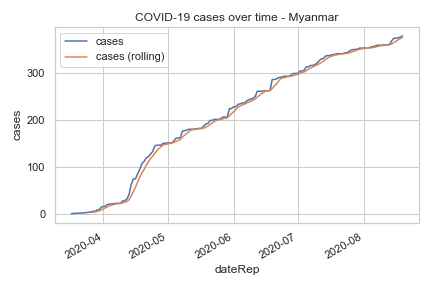 COVID-19 cases over time - Myanmar
cases
cases (rolling)
300
200
100
0
cases
2020-04
2020-05
2020-06
2020-07
2020-08
dateRep